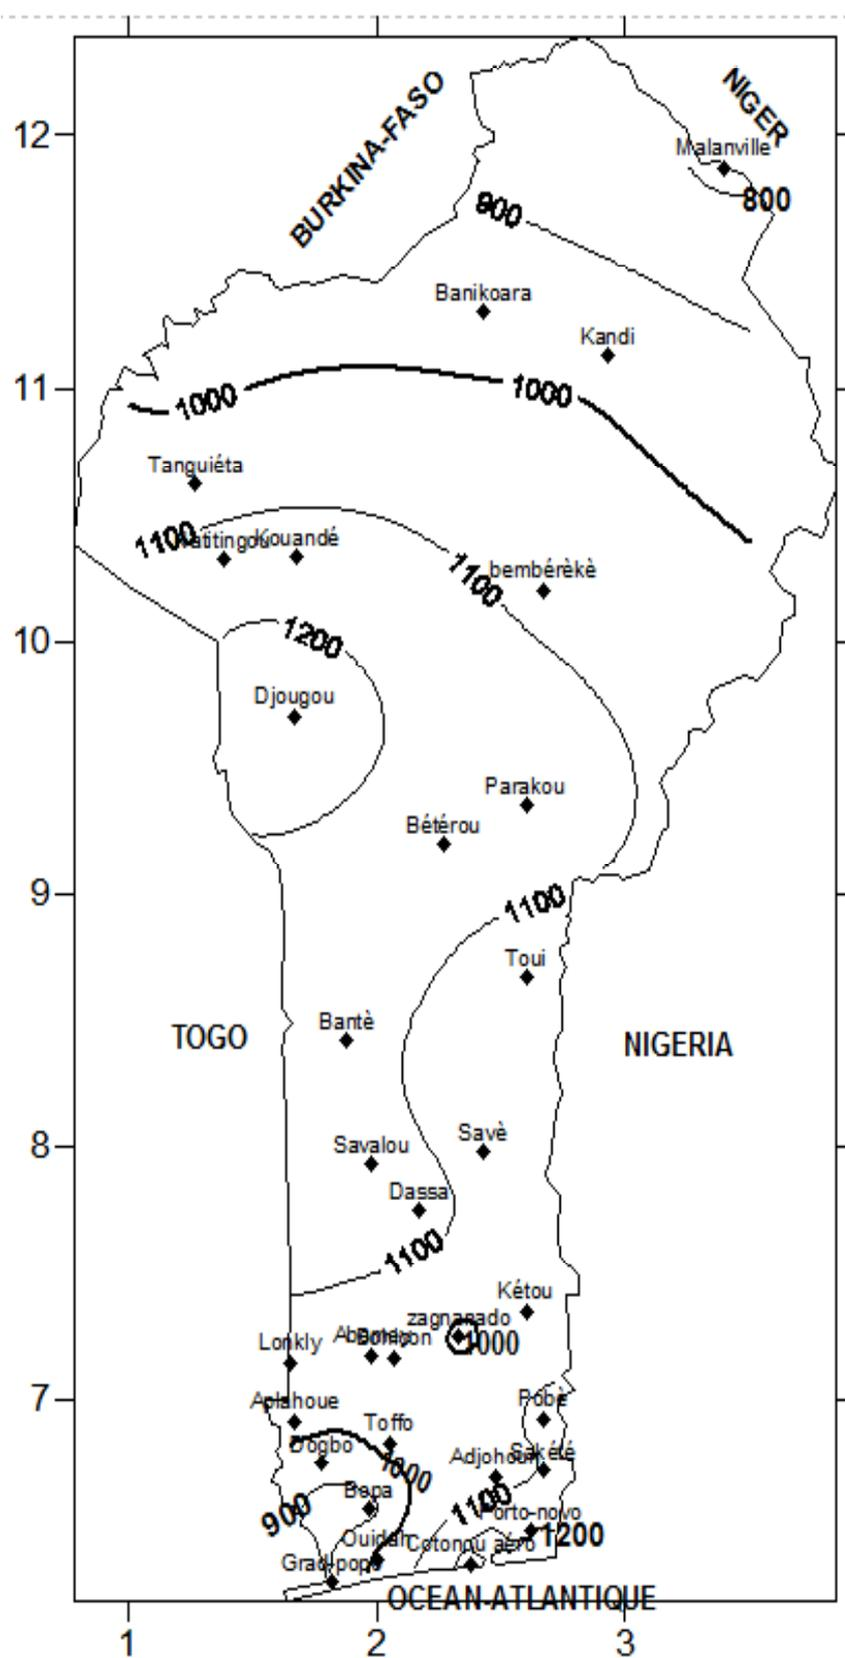 12
BURKINA-FASO
NIGER
Malanville
800
900
Banikoara
Kandi
11
1000
1000
Tanguiéta
1100
Kouandé
1100
bembérèkè
10
1200
Djougou
Parakou
Bétérou
9
1100
Toui
TOGO
Bantè
NIGERIA
8
Savalou
Savè
Dassa
1100
Kétou
zagnanado
1000
Lonkly
7
Aplahoue
Pobè
Toffo
Dogbo
Sakété
Adjohoun
1000
Bopa
900
1100
Porto-novo
1200
Ouidah
Cotonou aéro
Grad-popo
OCEAN-ATLANTIQUE
1
2
3